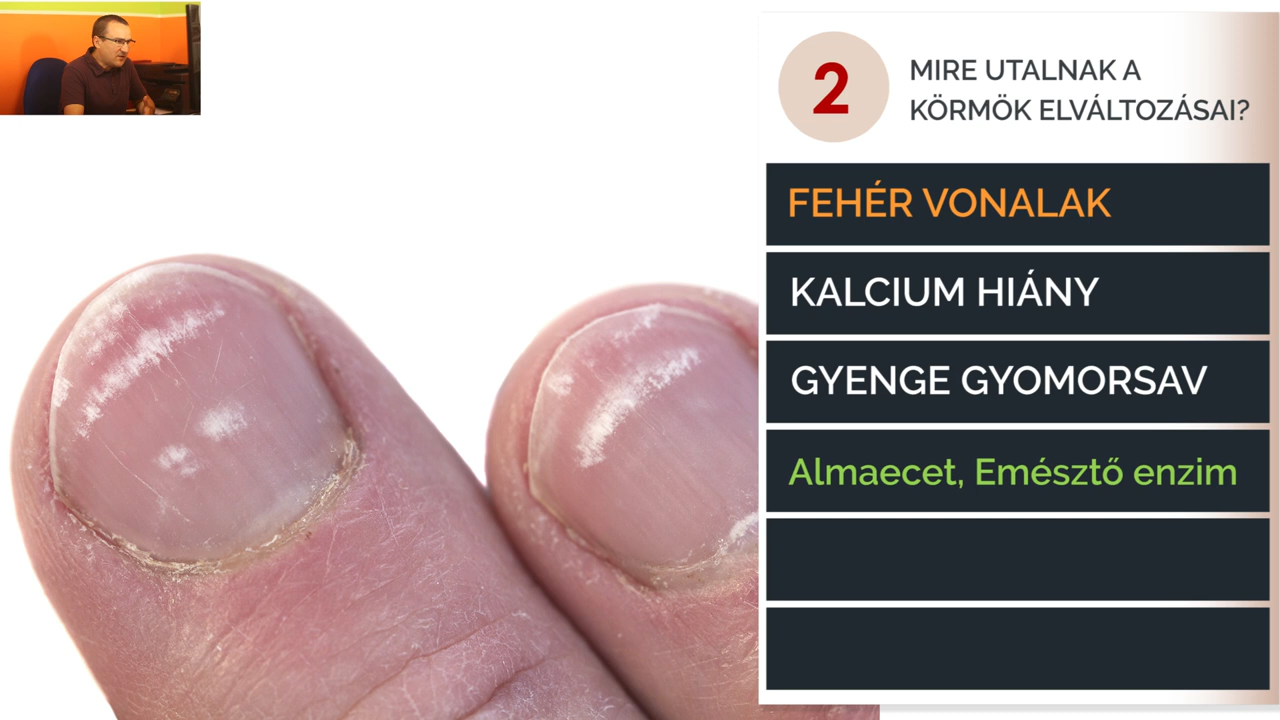 2
MIRE UTALNAK A
KÖRMÖK ELVÁLTOZÁSAI?
FEHÉR VONALAK
KALCIUM HIÁNY
GYENGE GYOMORSAV
Almaecet, Emésztő enzim